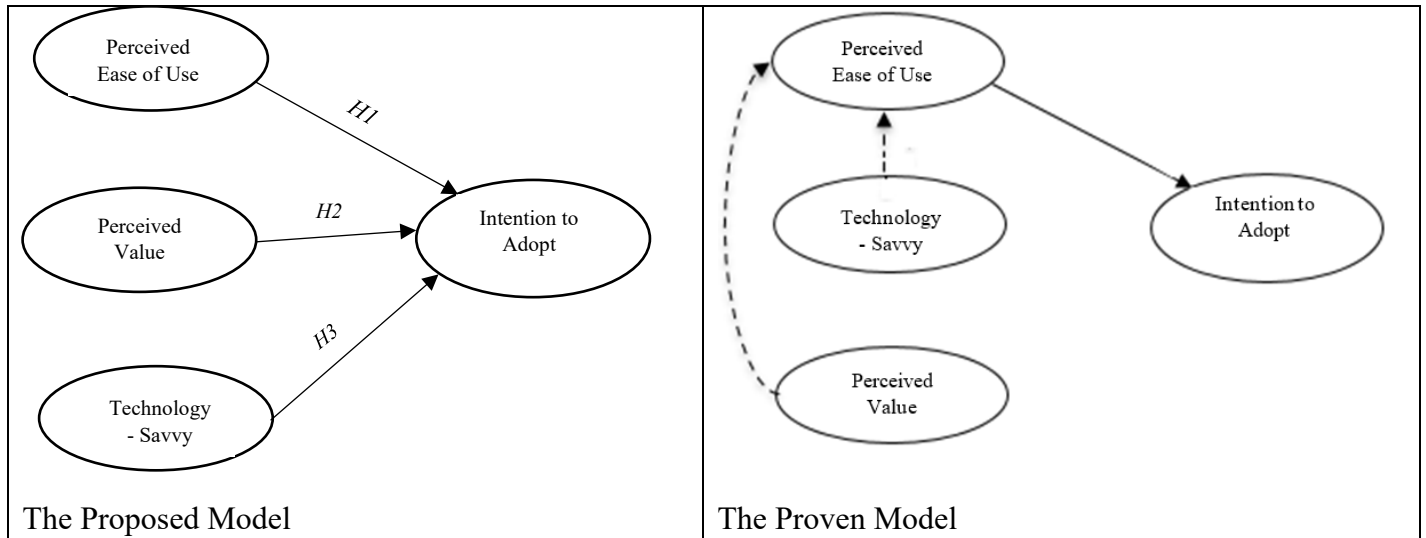 Perceived
Ease of Use
H1
Perceived
Value
H2
Intention to
Adopt
H3
Technology
- Savvy
The Proposed Model
Perceived
Ease of Use
Technology
- Savvy
Intention to
Adopt
Perceived
Value
The Proven Model